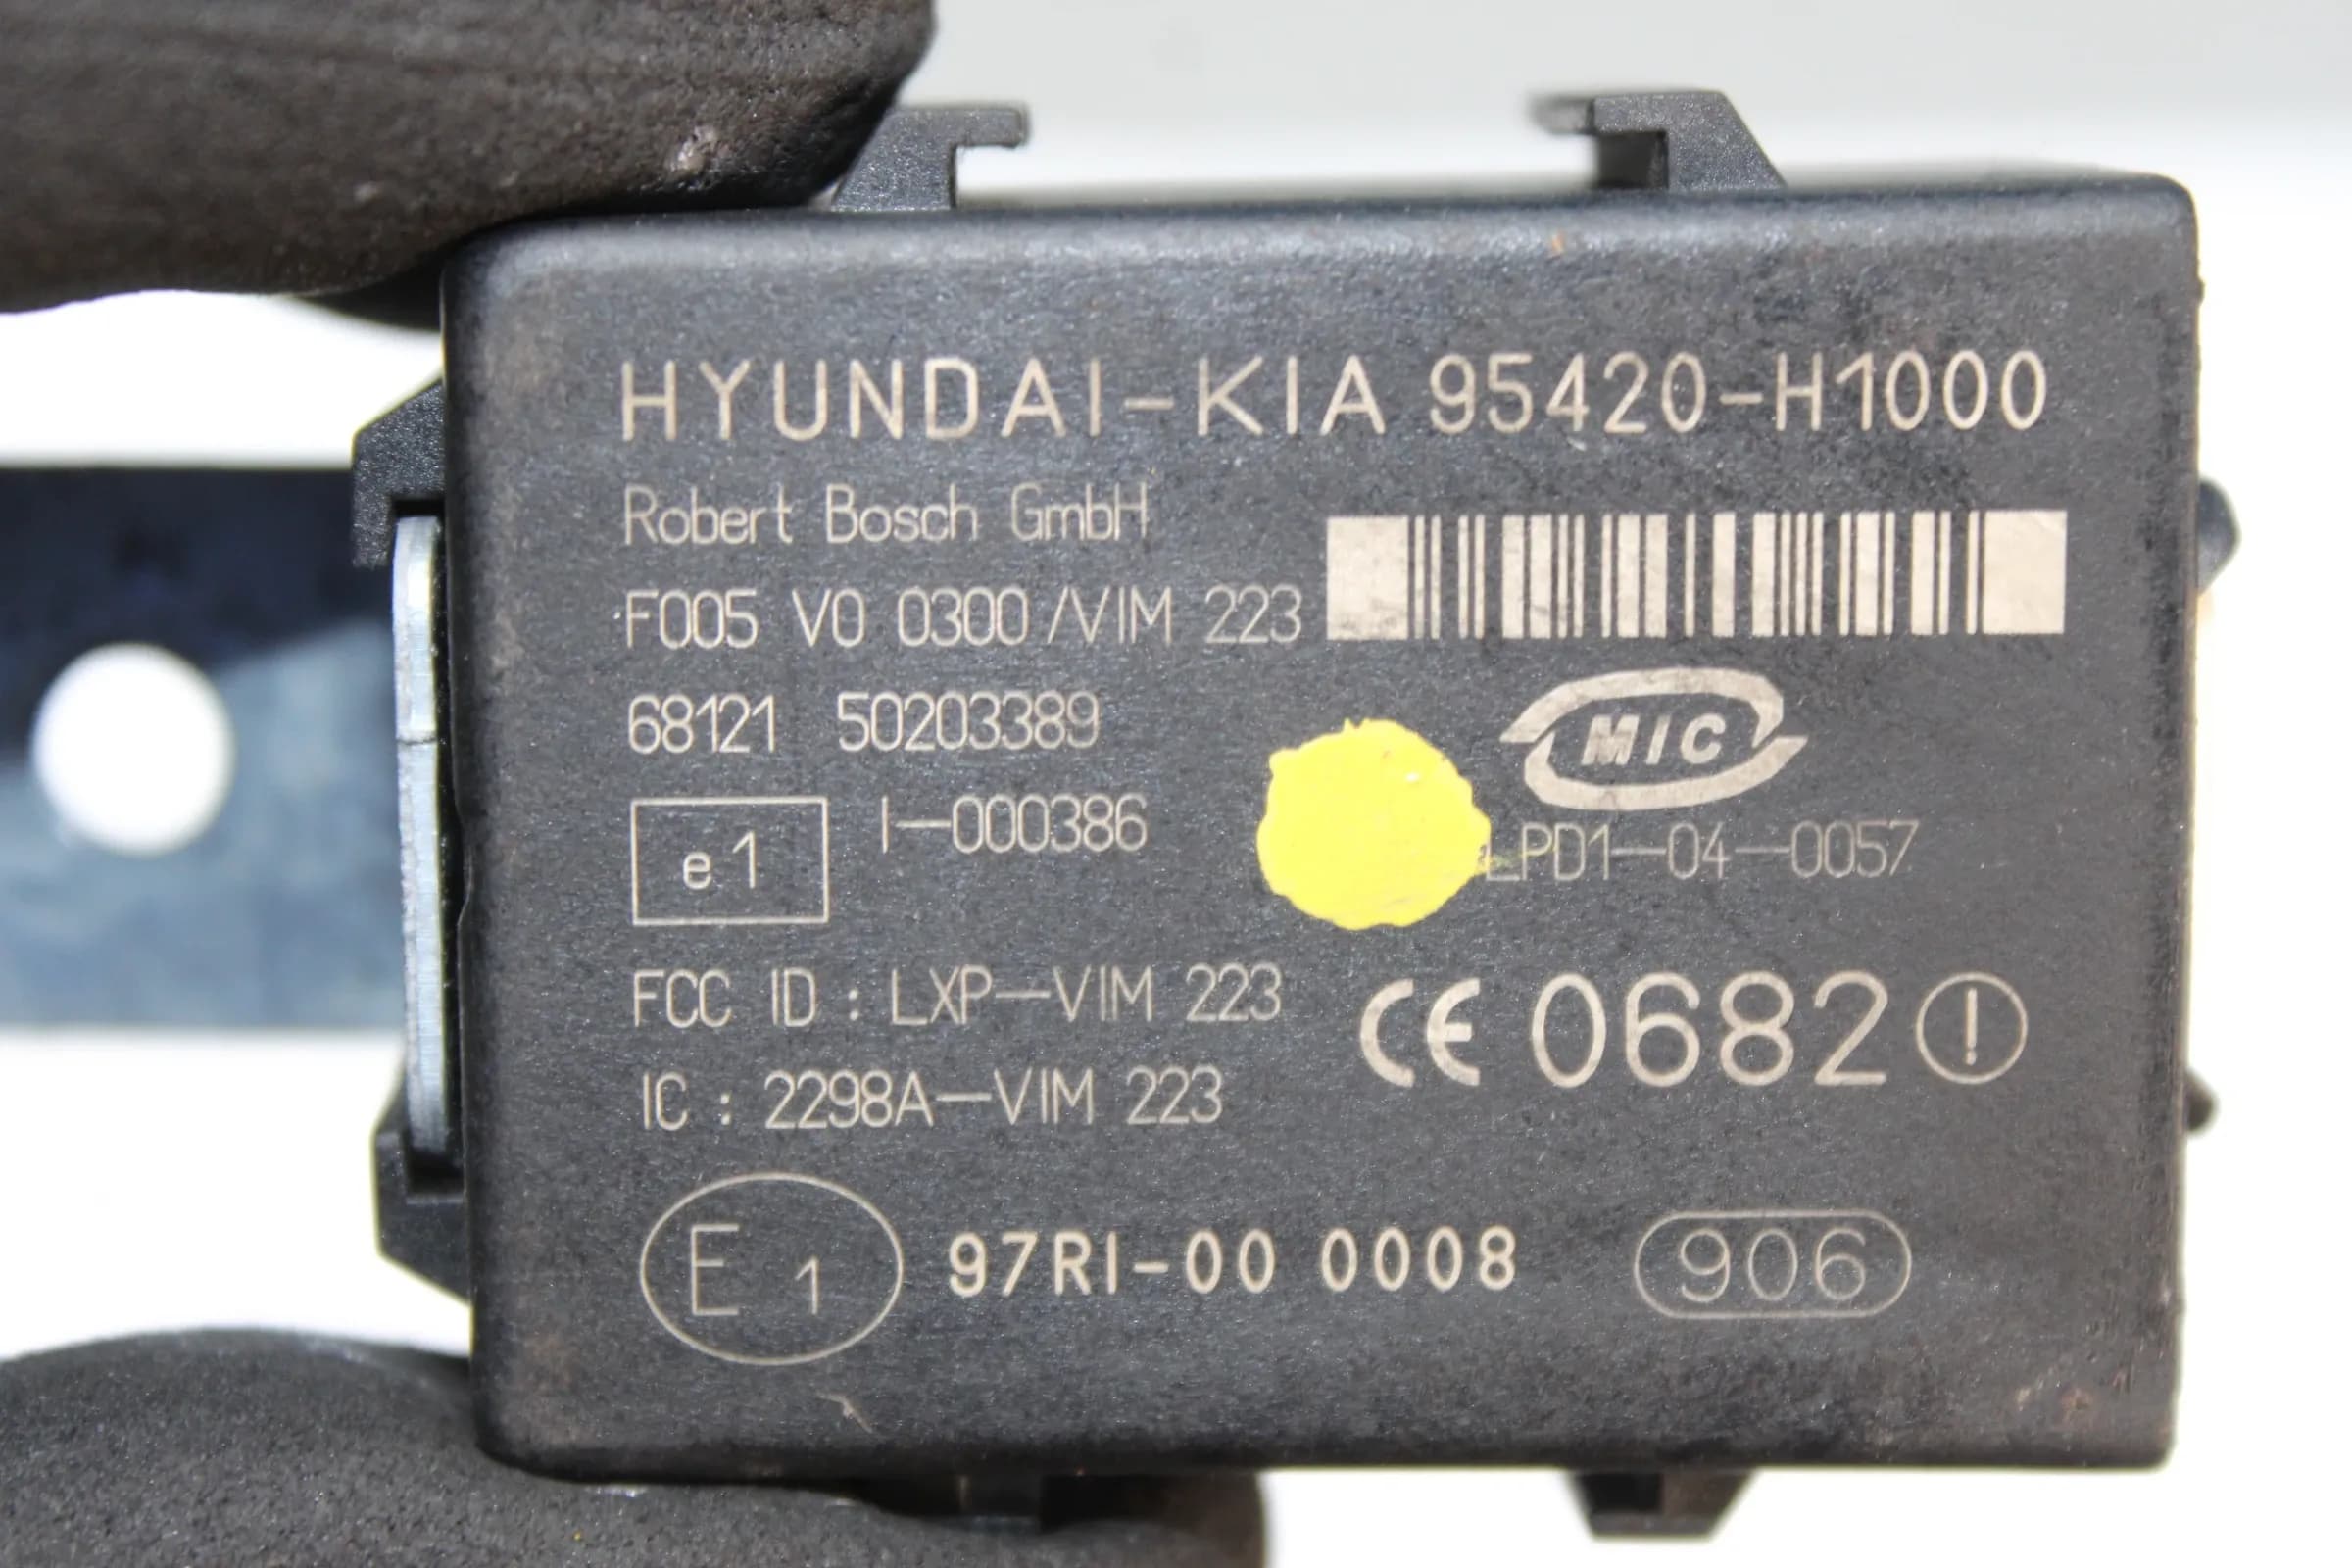 HYUNDAI-KIA 95420-H1000
Robert Bosch GmbH
F005 V0 0300 /VIM 223
68121 50203389
MIC
e1 I-000386
LPD1-04-0057
FCC ID : LXP-VIM 223
CE 0682 !
IC : 2298A-VIM 223
E1 97RI-00 0008 906